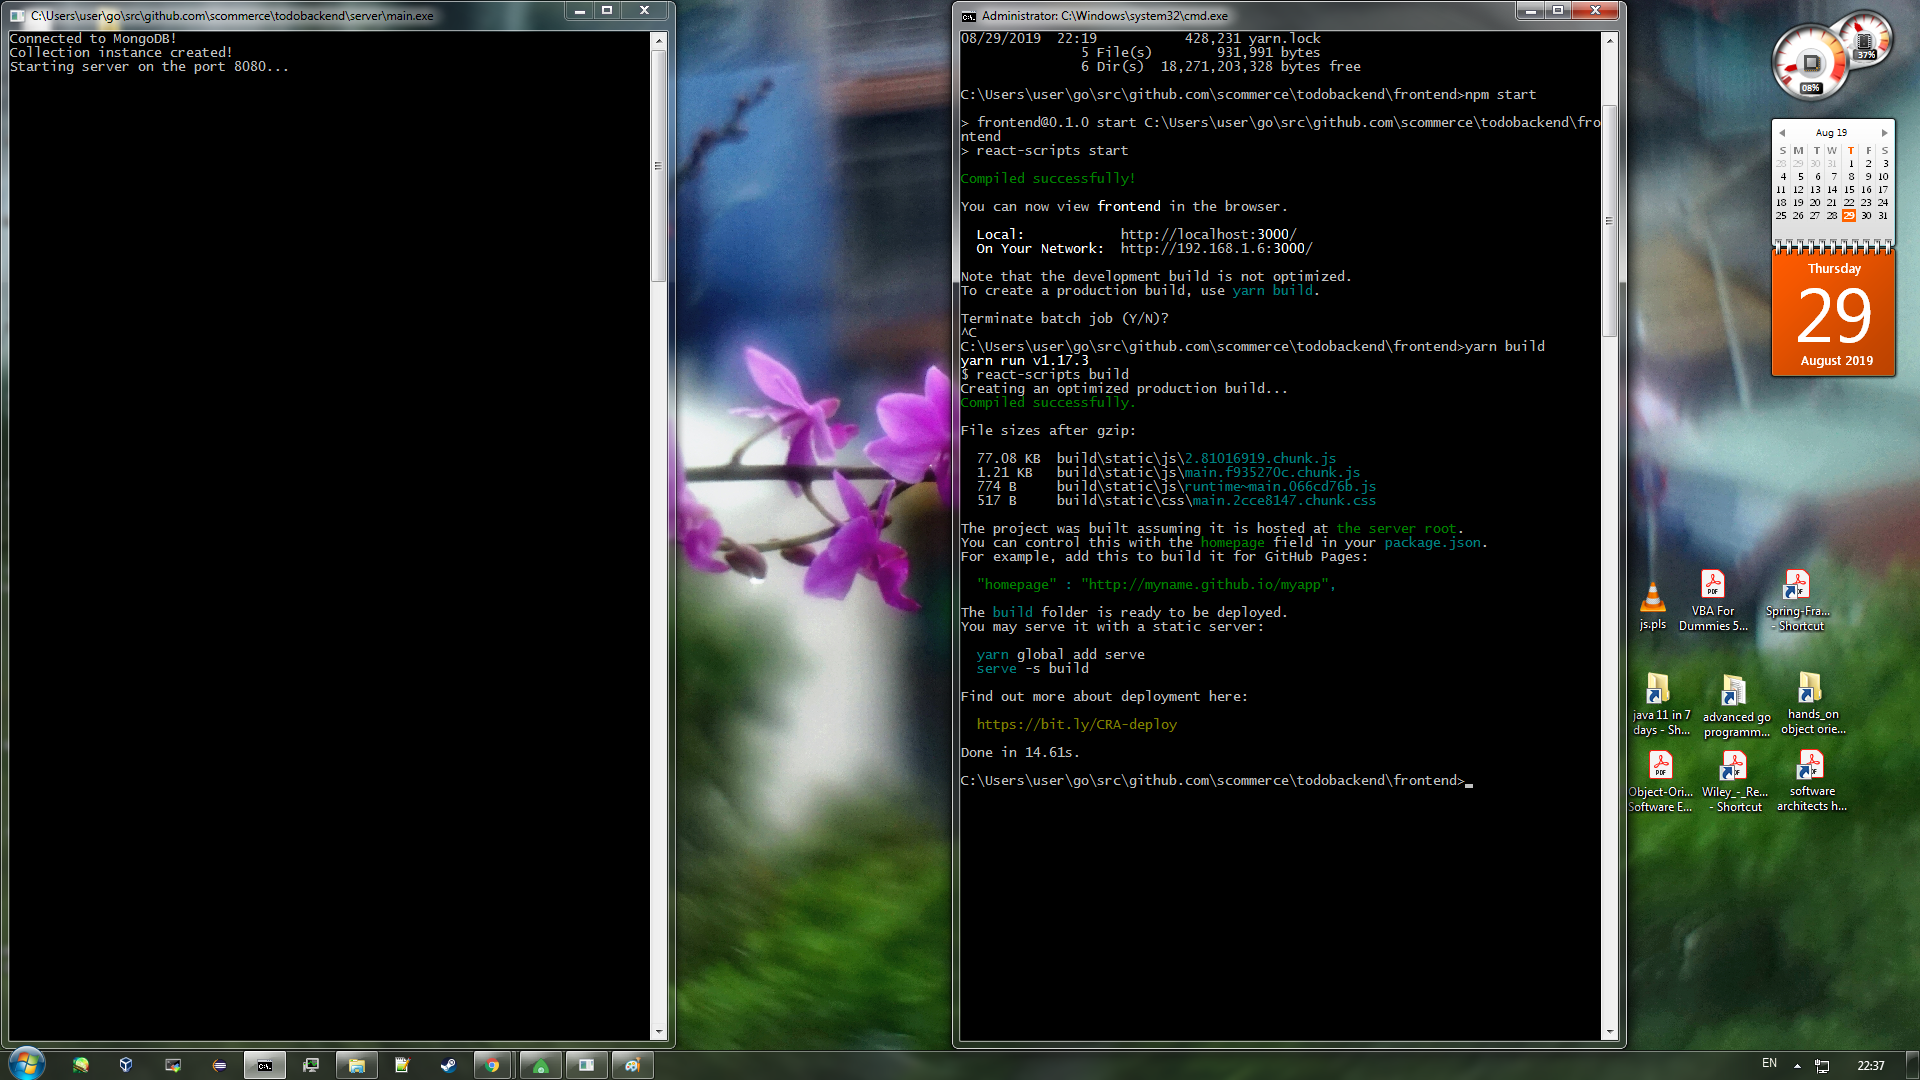 C:\Users\user\go\src\github.com\scommerce\todobackend\server\main.exe
Connected to MongoDB!
Collection instance created!
Starting server on the port 8080...
Administrator: C:\Windows\system32\cmd.exe
08/29/2019  22:19           428,231 yarn.lock
5 File(s)        931,991 bytes
6 Dir(s)  18,271,203,328 bytes free
C:\Users\user\go\src\github.com\scommerce\todobackend\frontend>npm start
> frontend@0.1.0 start C:\Users\user\go\src\github.com\scommerce\todobackend\fro
ntend
> react-scripts start
Compiled successfully!
You can now view frontend in the browser.
Local:            http://localhost:3000/
On Your Network:  http://192.168.1.6:3000/
Note that the development build is not optimized.
To create a production build, use yarn build.
Terminate batch job (Y/N)?
^C
C:\Users\user\go\src\github.com\scommerce\todobackend\frontend>yarn build
yarn run v1.17.3
$ react-scripts build
Creating an optimized production build...
Compiled successfully.
File sizes after gzip:
77.08 KB  build\static\js\2.81016919.chunk.js
1.21 KB   build\static\js\main.f935270c.chunk.js
774 B     build\static\js\runtime~main.066cd76b.js
517 B     build\static\css\main.2cce8147.chunk.css
The project was built assuming it is hosted at the server root.
You can control this with the homepage field in your package.json.
For example, add this to build it for GitHub Pages:
"homepage" : "http://myname.github.io/myapp",
The build folder is ready to be deployed.
You may serve it with a static server:
yarn global add serve
serve -s build
Find out more about deployment here:
https://bit.ly/CRA-deploy
Done in 14.61s.
C:\Users\user\go\src\github.com\scommerce\todobackend\frontend>
37%
08%
Aug 19
S M T W T F S
28 29 30 31 1 2 3
4 5 6 7 8 9 10
11 12 13 14 15 16 17
18 19 20 21 22 23 24
25 26 27 28 29 30 31
Thursday
29
August 2019
js.pls
VBA For
Dummies 5...
Spring-Fra...
- Shortcut
java 11 in 7
days - Sh...
advanced go
programm...
hands_on
object orie...
Object-Ori...
Software E...
Wiley_-_Re...
- Shortcut
software
architects h...
EN
22:37